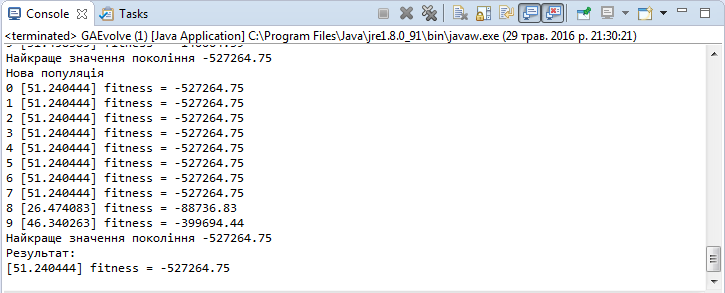 Console Tasks
<terminated> GAEvolve (1) [Java Application] C:\Program Files\Java\jre1.8.0_91\bin\javaw.exe (29 трав. 2016 р. 21:30:21)
Найкраще значення покоління -527264.75
Нова популяція
0 [51.240444] fitness = -527264.75
1 [51.240444] fitness = -527264.75
2 [51.240444] fitness = -527264.75
3 [51.240444] fitness = -527264.75
4 [51.240444] fitness = -527264.75
5 [51.240444] fitness = -527264.75
6 [51.240444] fitness = -527264.75
7 [51.240444] fitness = -527264.75
8 [26.474083] fitness = -88736.83
9 [46.340263] fitness = -399694.44
Найкраще значення покоління -527264.75
Результат:
[51.240444] fitness = -527264.75